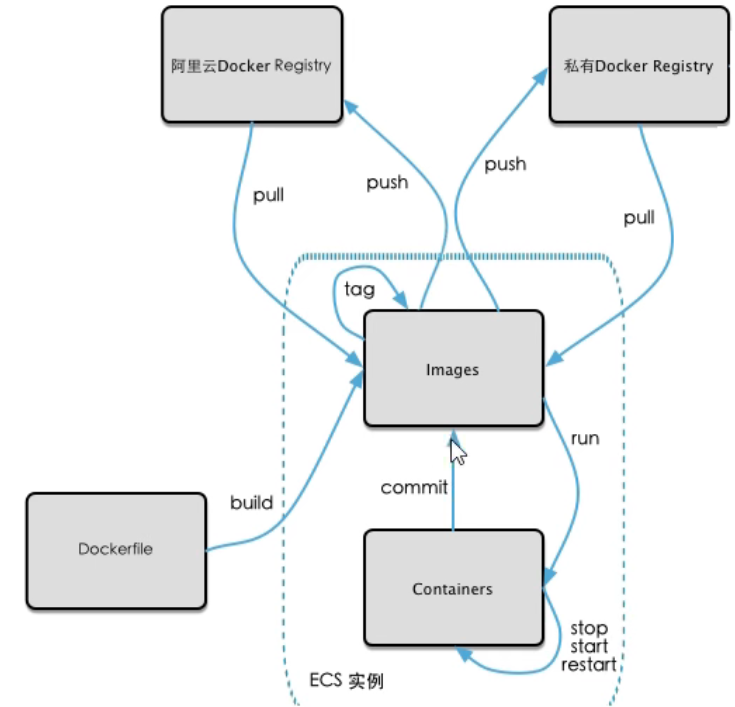 阿里云Docker Registry
私有Docker Registry
pull
push
push
pull
tag
Images
run
commit
build
Dockerfile
Containers
stop
start
restart
ECS 实例